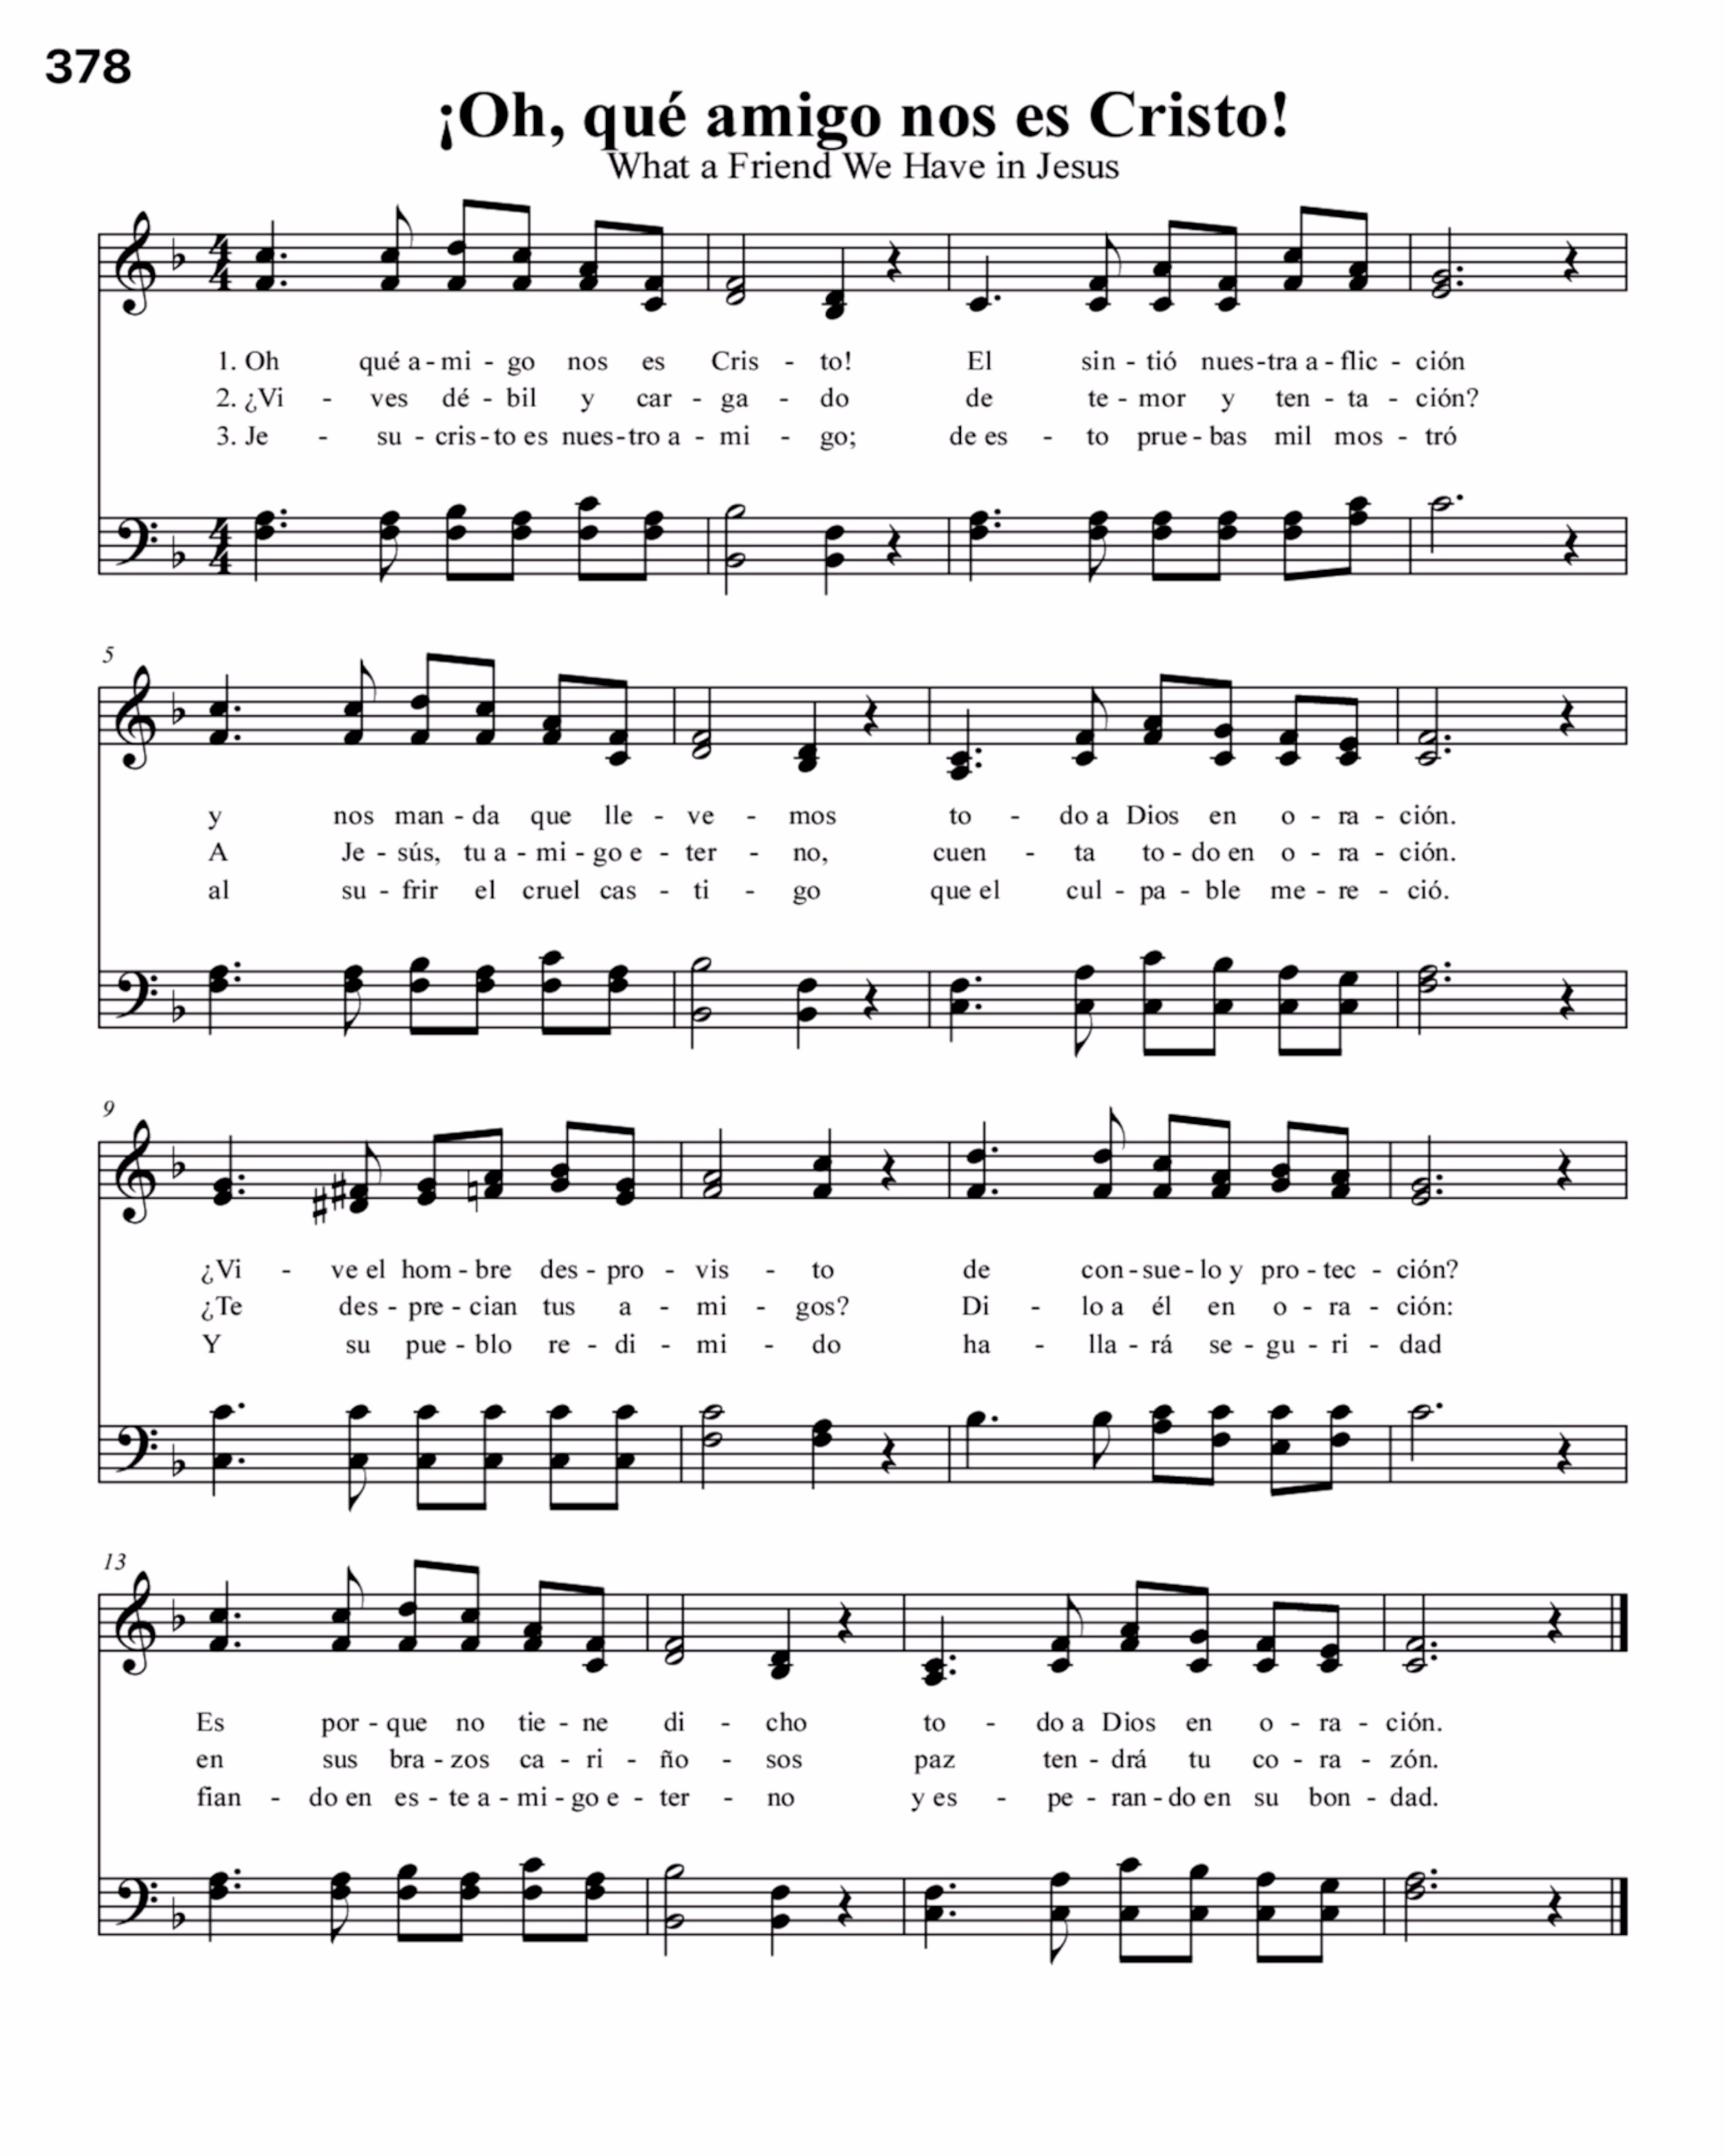 378
¡Oh, qué amigo nos es Cristo!
What a Friend We Have in Jesus
1. Oh qué a - mi - go nos es Cris - to! El sin - tió nues - tra a - flic - ción
2. ¿Vi - ves dé - bil y car - ga - do de te - mor y ten - ta - ción?
3. Je - su - cris - to es nues - tro a - mi - go; de es - to prue - bas mil mos - tró
5
y nos man - da que lle - ve - mos to - do a Dios en o - ra - ción.
A Je - sús, tu a - mi - go e - ter - no, cuen - ta to - do en o - ra - ción.
al su - frir el cruel cas - ti - go que el cul - pa - ble me - re - ció.
9
¿Vi - ve el hom - bre des - pro - vis - to de con - sue - lo y pro - tec - ción?
¿Te des - pre - cian tus a - mi - gos? Di - lo a él en o - ra - ción:
Y su pue - blo re - di - mi - do ha - lla - rá se - gu - ri - dad
13
Es por - que no tie - ne di - cho to - do a Dios en o - ra - ción.
en sus bra - zos ca - ri - ño - sos paz ten - drá tu co - ra - zón.
fian - do en es - te a - mi - go e - ter - no y es - pe - ran - do en su bon - dad.